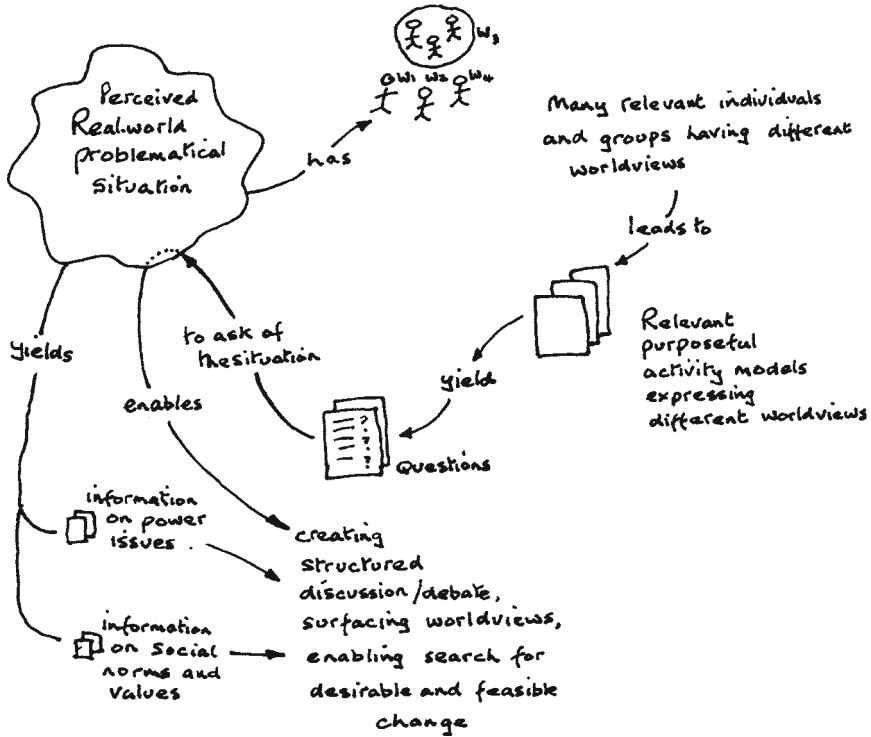 Perceived
Real-world
problematical
situation
has
W3
W1 W2 W4
Many relevant individuals
and groups having different
worldviews
leads to
Relevant
purposeful
activity models
expressing
different worldviews
yield
?
?
?
?
Questions
to ask of
the situation
enables
yields
information
on power
issues.
information
on social
norms and
values
creating
structured
discussion/debate,
surfacing worldviews,
enabling search for
desirable and feasible
change